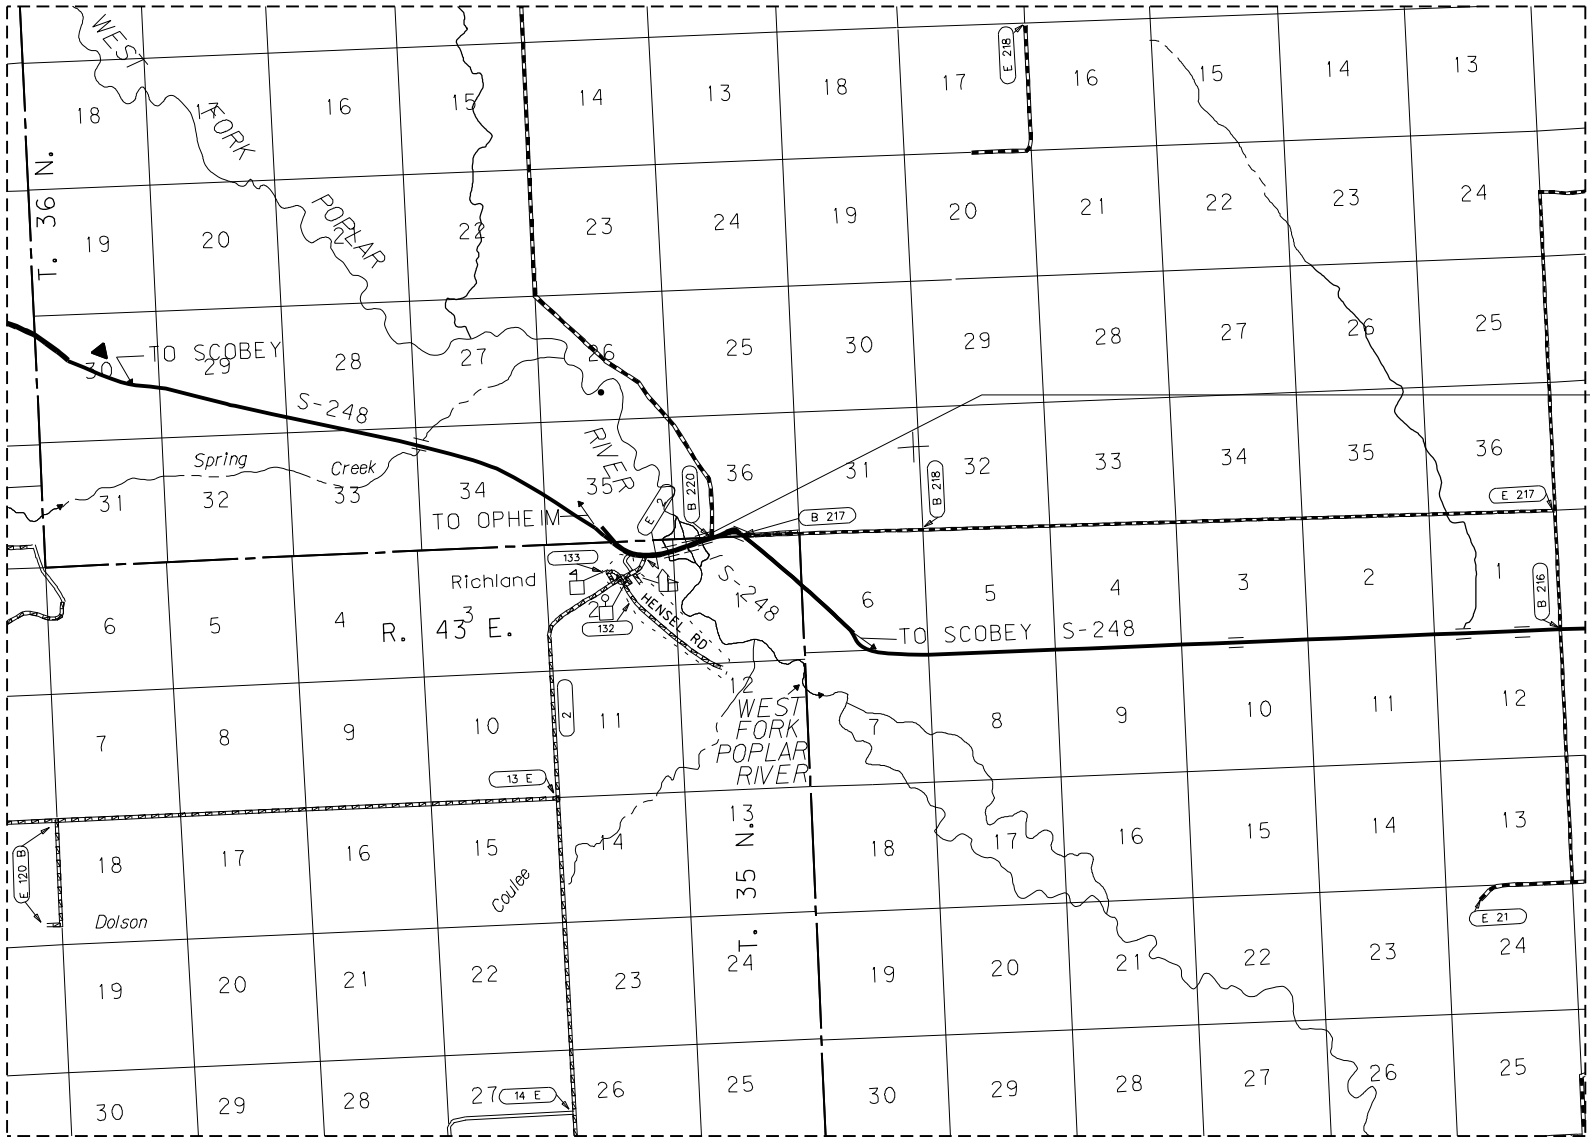 WEST
FORK
POPLAR
RIVER
E 218
18 17 16 15 14 13 18 17 16 15 14 13
T. 36 N.
19 20 21 22 23 24 19 20 21 22 23 24
TO SCOBEY
30 29 28 27 26 25 30 29 28 27 26 25
S-248
Spring Creek
31 32 33 34 35 36 31 32 33 34 35 36
E 2
B 220
B 218
E 217
TO OPHEIM
B 217
133
Richland
HENSEL RD
S-248
B 216
6 5 4 3 2 1 6 5 4 3 2 1
R. 43 E.
132
TO SCOBEY S-248
2
7 8 9 10 11 12 7 8 9 10 11 12
WEST
FORK
POPLAR
RIVER
13 E
18 17 16 15 14 13 18 17 16 15 14 13
E 120 B
T. 35 N.
Dolson Coulee
E 21
19 20 21 22 23 24 19 20 21 22 23 24
30 29 28 27 26 25 30 29 28 27 26 25
14 E